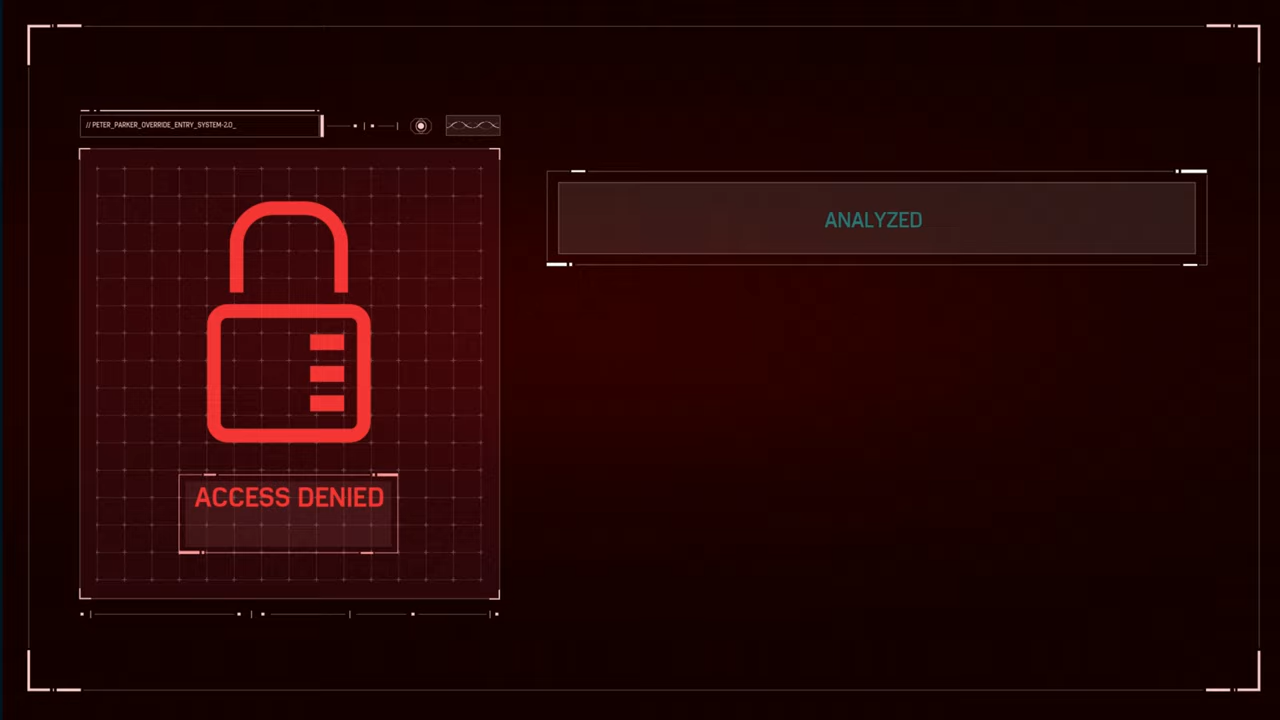 // PETER_PARKER_OVERRIDE_ENTRY_SYSTEM-2.0_
ANALYZED
ACCESS DENIED